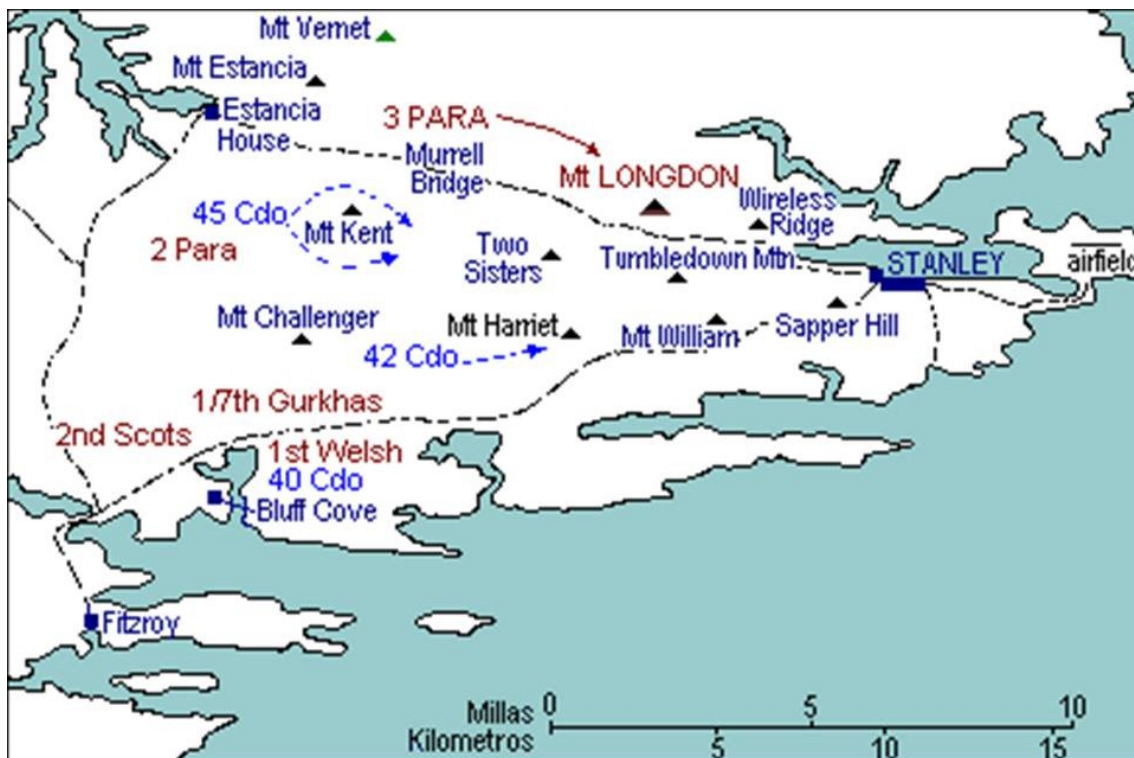 Mt Vernet
Mt Estancia
Estancia
House
3 PARA
Murrell
Bridge
Mt LONGDON
Wireless
Ridge
45 Cdo
Mt Kent
2 Para
Two
Sisters
Tumbledown Mtn.
STANLEY
airfield
Mt Challenger
Mt Harriet
Mt William
Sapper Hill
42 Cdo
1/7th Gurkhas
2nd Scots
1st Welsh
40 Cdo
Bluff Cove
Fitzroy
Millas 0 5 10
Kilometros 5 10 15